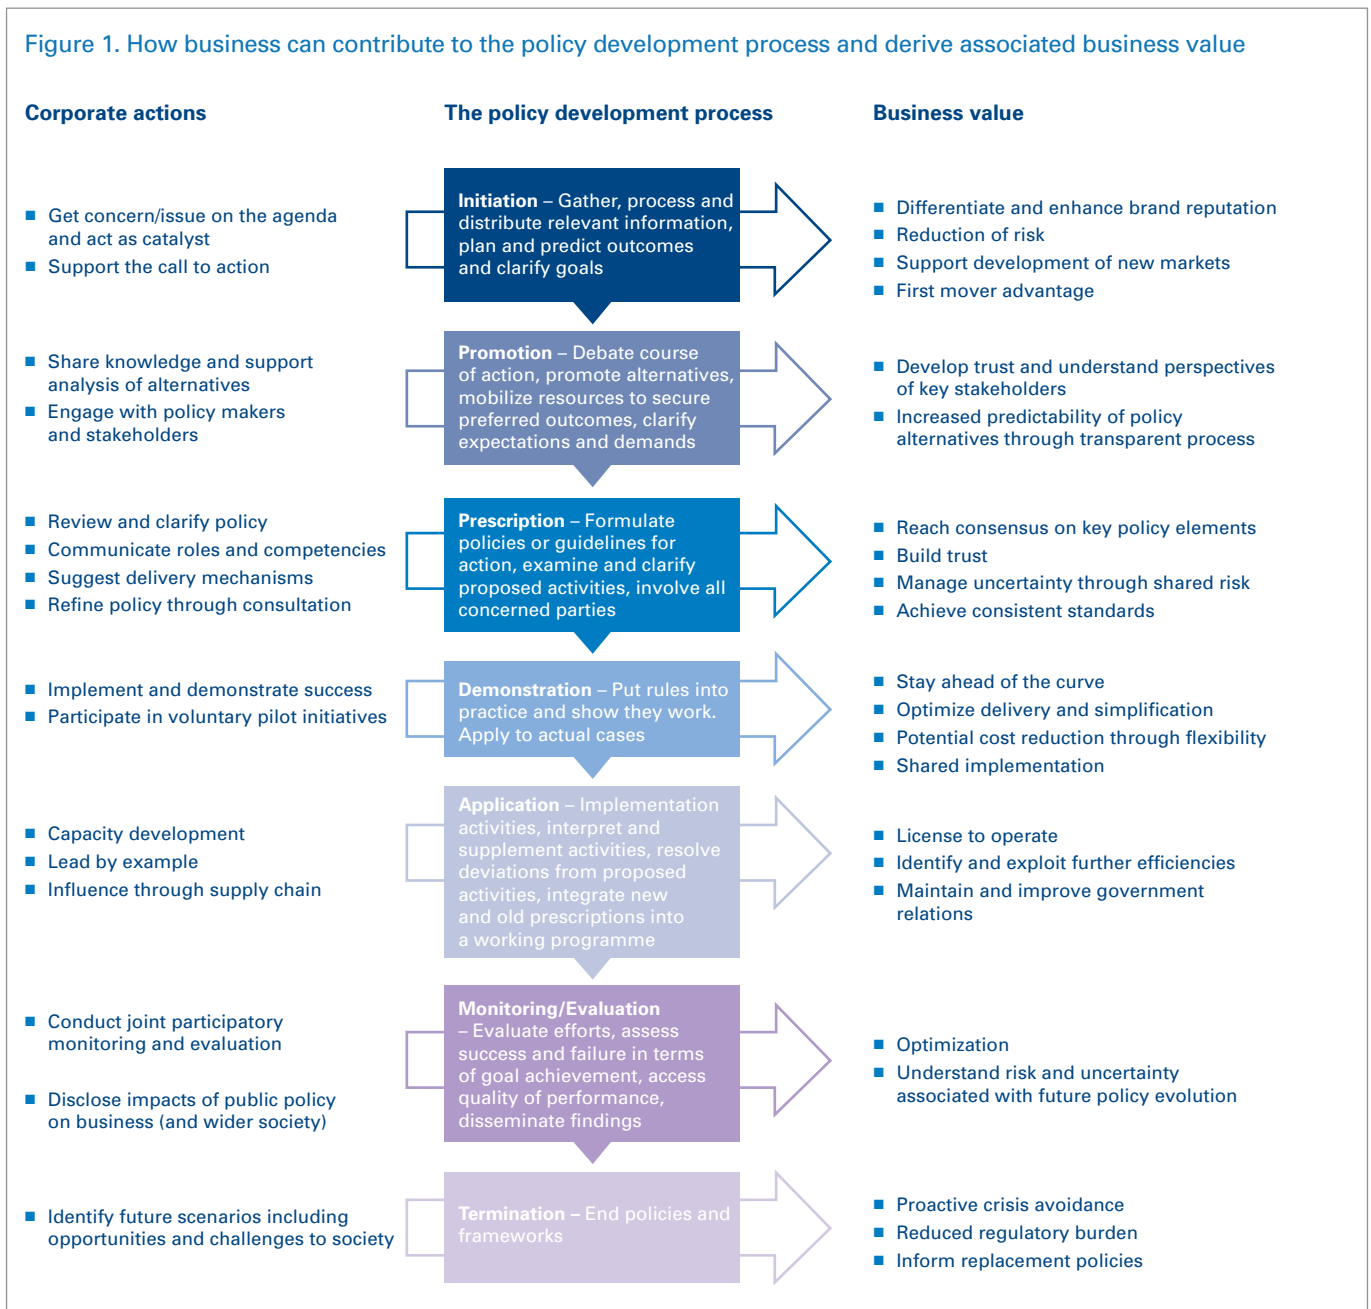 Figure 1. How business can contribute to the policy development process and derive associated business value
Corporate actions
The policy development process
Business value
Get concern/issue on the agenda
and act as catalyst
Support the call to action
Initiation – Gather, process and
distribute relevant information,
plan and predict outcomes
and clarify goals
Differentiate and enhance brand reputation
Reduction of risk
Support development of new markets
First mover advantage
Share knowledge and support
analysis of alternatives
Engage with policy makers
and stakeholders
Promotion – Debate course
of action, promote alternatives,
mobilize resources to secure
preferred outcomes, clarify
expectations and demands
Develop trust and understand perspectives
of key stakeholders
Increased predictability of policy
alternatives through transparent process
Review and clarify policy
Communicate roles and competencies
Suggest delivery mechanisms
Refine policy through consultation
Prescription – Formulate
policies or guidelines for
action, examine and clarify
proposed activities, involve all
concerned parties
Reach consensus on key policy elements
Build trust
Manage uncertainty through shared risk
Achieve consistent standards
Implement and demonstrate success
Participate in voluntary pilot initiatives
Demonstration – Put rules into
practice and show they work.
Apply to actual cases
Stay ahead of the curve
Optimize delivery and simplification
Potential cost reduction through flexibility
Shared implementation
Capacity development
Lead by example
Influence through supply chain
Application – Implementation
activities, interpret and
supplement activities, resolve
deviations from proposed
activities, integrate new
and old prescriptions into
a working programme
License to operate
Identify and exploit further efficiencies
Maintain and improve government
relations
Conduct joint participatory
monitoring and evaluation
Disclose impacts of public policy
on business (and wider society)
Monitoring/Evaluation
– Evaluate efforts, assess
success and failure in terms
of goal achievement, access
quality of performance,
disseminate findings
Optimization
Understand risk and uncertainty
associated with future policy evolution
Identify future scenarios including
opportunities and challenges to society
Termination – End policies and
frameworks
Proactive crisis avoidance
Reduced regulatory burden
Inform replacement policies